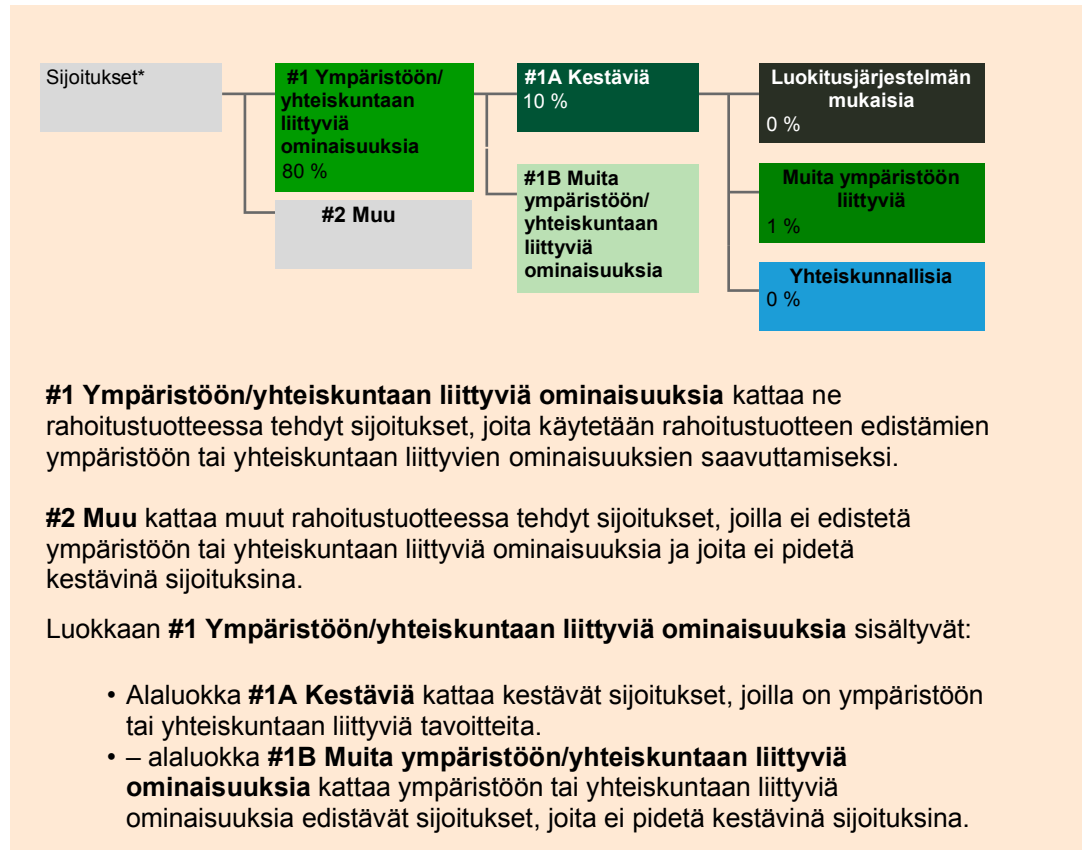 Sijoitukset*
#1 Ympäristöön/
yhteiskuntaan
liittyviä
ominaisuuksia
80 %
#2 Muu
#1A Kestäviä
10 %
#1B Muita
ympäristöön/
yhteiskuntaan
liittyviä
ominaisuuksia
Luokitusjärjestelmän
mukaisia
0 %
Muita ympäristöön
liittyviä
1 %
Yhteiskunnallisia
0 %
#1 Ympäristöön/yhteiskuntaan liittyviä ominaisuuksia kattaa ne
rahoitustuotteessa tehdyt sijoitukset, joita käytetään rahoitustuotteen edistämien
ympäristöön tai yhteiskuntaan liittyvien ominaisuuksien saavuttamiseksi.
#2 Muu kattaa muut rahoitustuotteessa tehdyt sijoitukset, joilla ei edistetä
ympäristöön tai yhteiskuntaan liittyviä ominaisuuksia ja joita ei pidetä
kestävinä sijoituksina.
Luokkaan #1 Ympäristöön/yhteiskuntaan liittyviä ominaisuuksia sisältyvät:
• Alaluokka #1A Kestäviä kattaa kestävät sijoitukset, joilla on ympäristöön
tai yhteiskuntaan liittyviä tavoitteita.
• – alaluokka #1B Muita ympäristöön/yhteiskuntaan liittyviä
ominaisuuksia kattaa ympäristöön tai yhteiskuntaan liittyviä
ominaisuuksia edistävät sijoitukset, joita ei pidetä kestävinä sijoituksina.